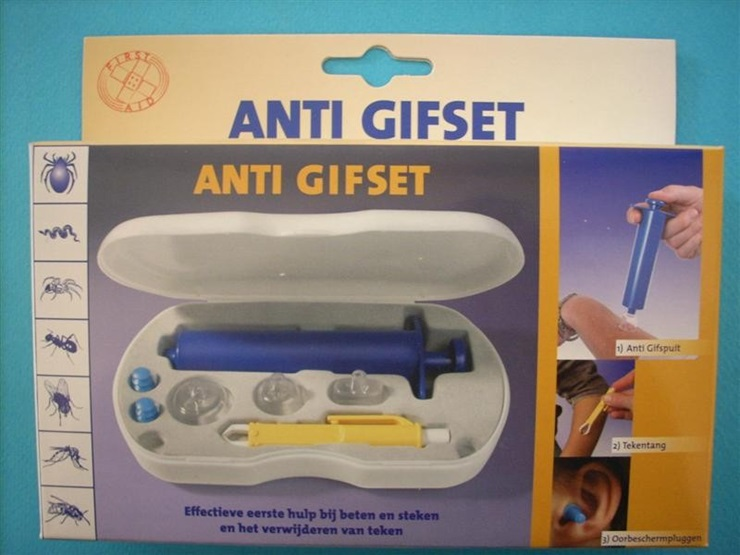 FIRST
AID
ANTI GIFSET
ANTI GIFSET
1) Anti Gifspuit
2) Tekentang
3) Oorbeschermpluggen
Effectieve eerste hulp bij beten en steken
en het verwijderen van teken